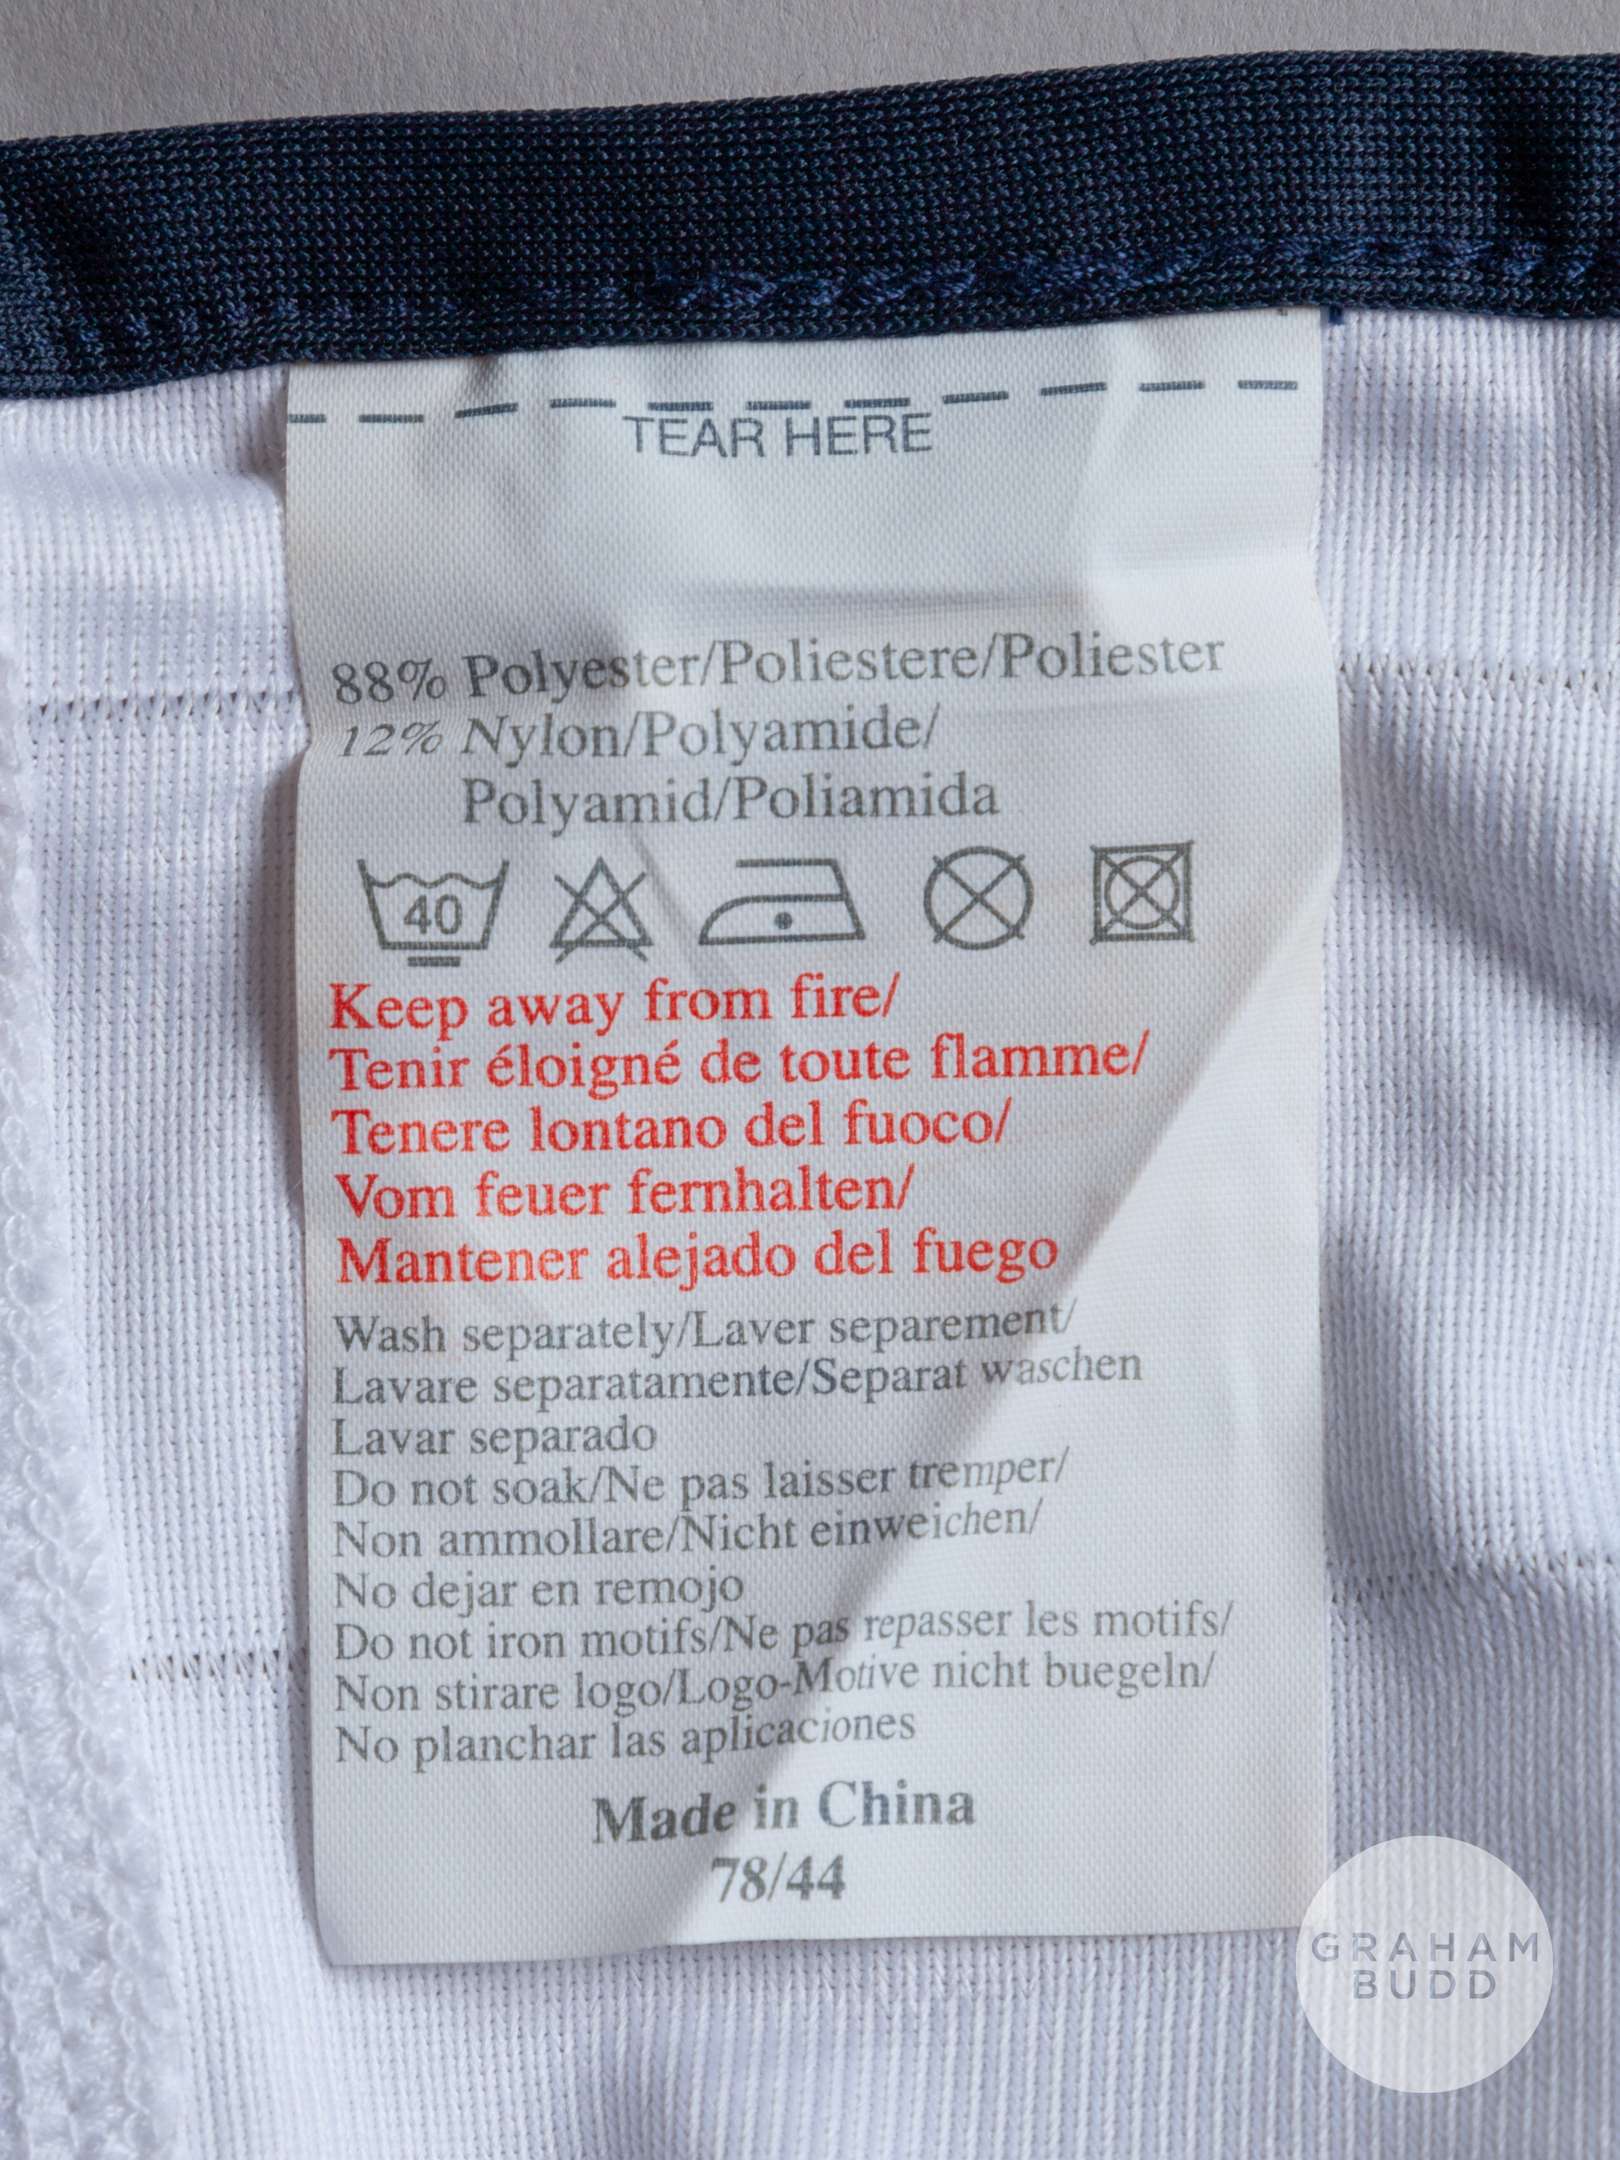 TEAR HERE
88% Polyester/Poliestere/Poliester
12% Nylon/Polyamide/
Polyamid/Poliamida
40
Keep away from fire/
Tenir éloigné de toute flamme/
Tenere lontano del fuoco/
Vom feuer fernhalten/
Mantener alejado del fuego
Wash separately/Laver separement/
Lavare separatamente/Separat waschen
Lavar separado
Do not soak/Ne pas laisser tremper/
Non ammollare/Nicht einweichen/
No dejar en remojo
Do not iron motifs/Ne pas repasser les motifs/
Non stirare logo/Logo-Motive nicht buegeln/
No planchar las aplicaciones
Made in China
78/44
GRAHAM
BUDD